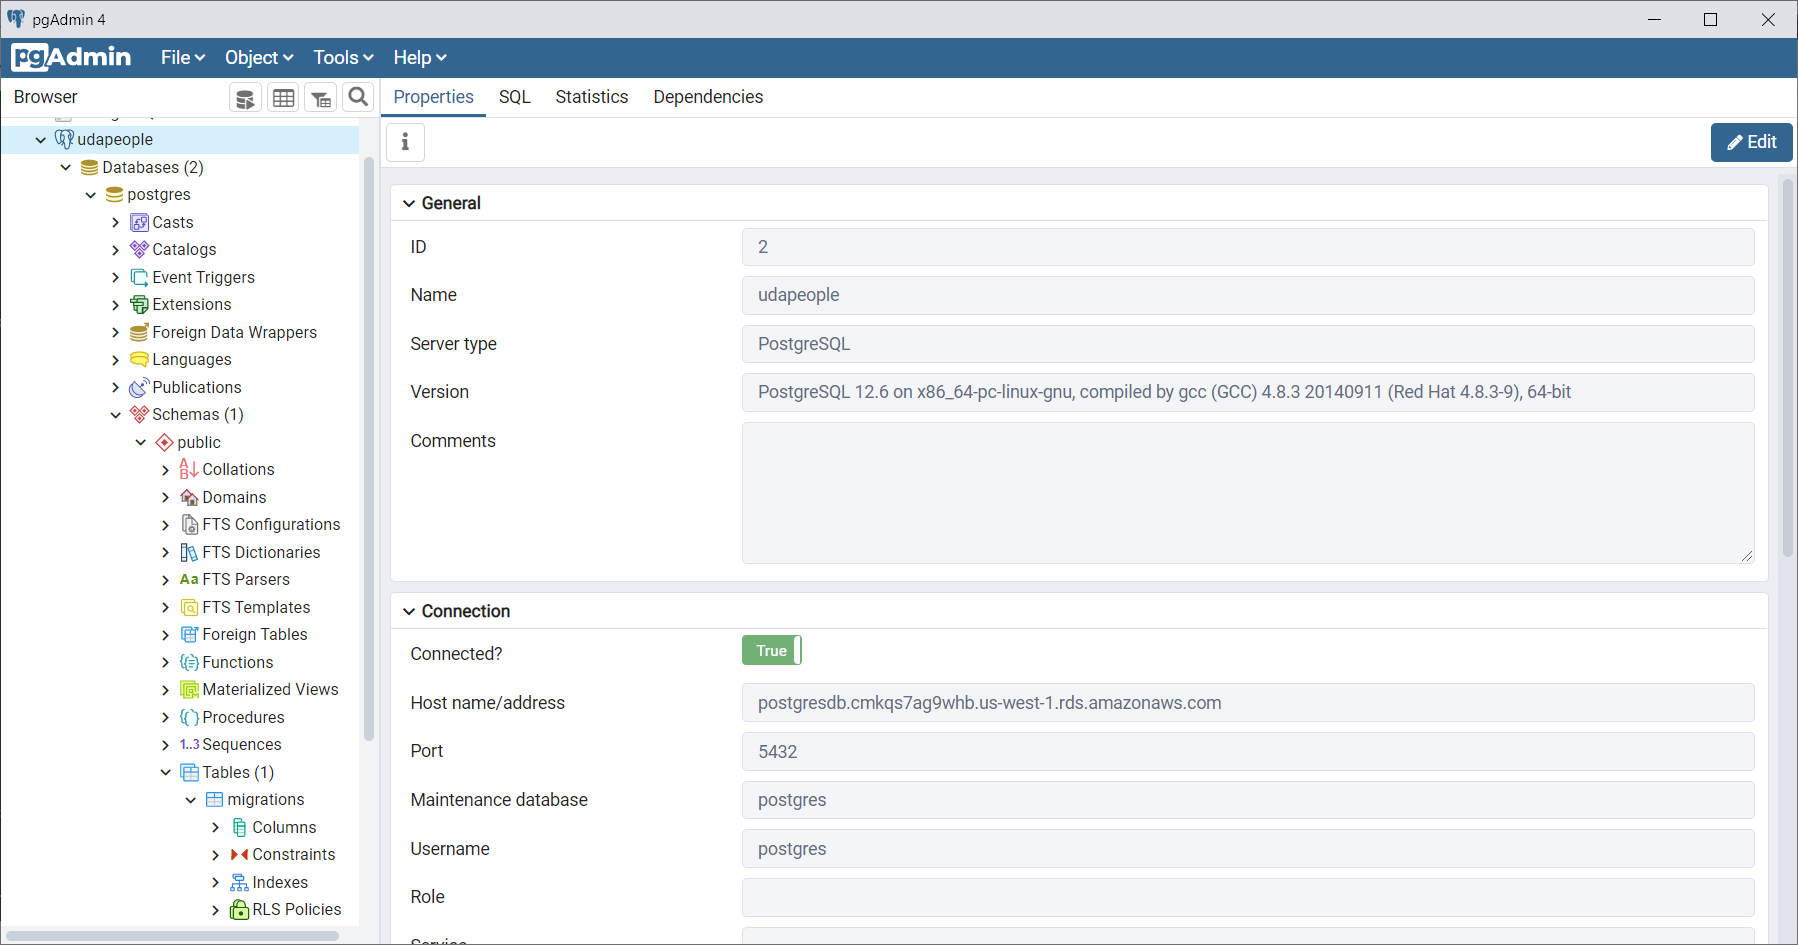 pgAdmin 4
pgAdmin File Object Tools Help
Browser
Properties SQL Statistics Dependencies
udapeople
Databases (2)
postgres
Casts
Catalogs
Event Triggers
Extensions
Foreign Data Wrappers
Languages
Publications
Schemas (1)
public
Collations
Domains
FTS Configurations
FTS Dictionaries
Aa FTS Parsers
FTS Templates
Foreign Tables
Functions
Materialized Views
Procedures
1..3 Sequences
Tables (1)
migrations
Columns
Constraints
Indexes
RLS Policies
i
Edit
General
ID 2
Name udapeople
Server type PostgreSQL
Version PostgreSQL 12.6 on x86_64-pc-linux-gnu, compiled by gcc (GCC) 4.8.3 20140911 (Red Hat 4.8.3-9), 64-bit
Comments
Connection
Connected? True
Host name/address postgresdb.cmkqs7ag9whb.us-west-1.rds.amazonaws.com
Port 5432
Maintenance database postgres
Username postgres
Role
Service